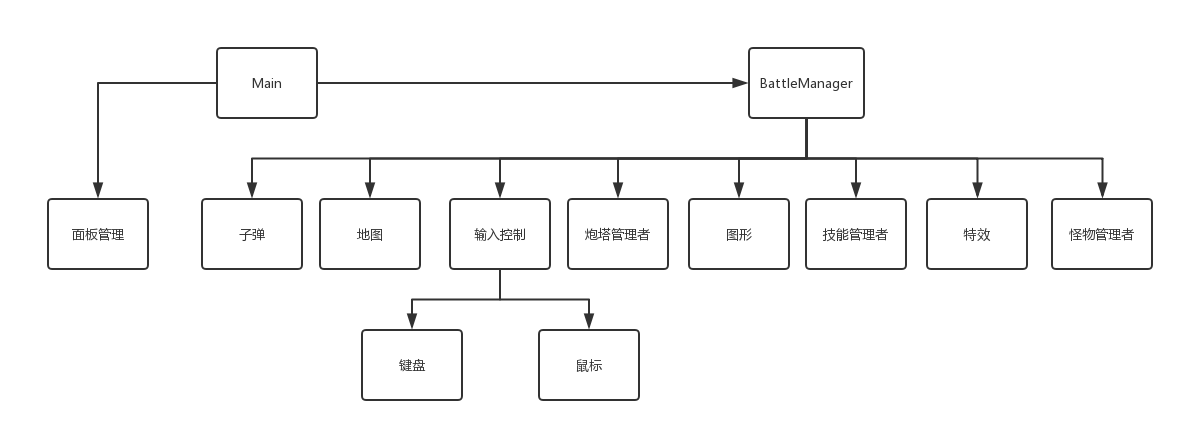 Main
BattleManager
面板管理
子弹
地图
输入控制
炮塔管理者
图形
技能管理者
特效
怪物管理者
键盘
鼠标